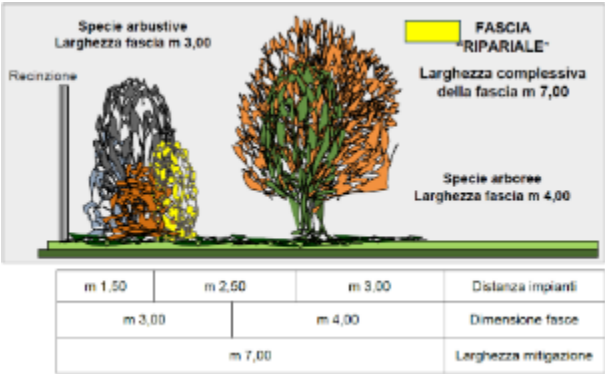 Specie arbustive
Larghezza fascia m 3,00
FASCIA
"RIPARIALE"
Recinzione
Larghezza complessiva
della fascia m 7,00
Specie arboree
Larghezza fascia m 4,00
m 1,50 m 2,50 m 3,00 Distanza impianti
m 3,00 m 4,00 Dimensione fasce
m 7,00 Larghezza mitigazione